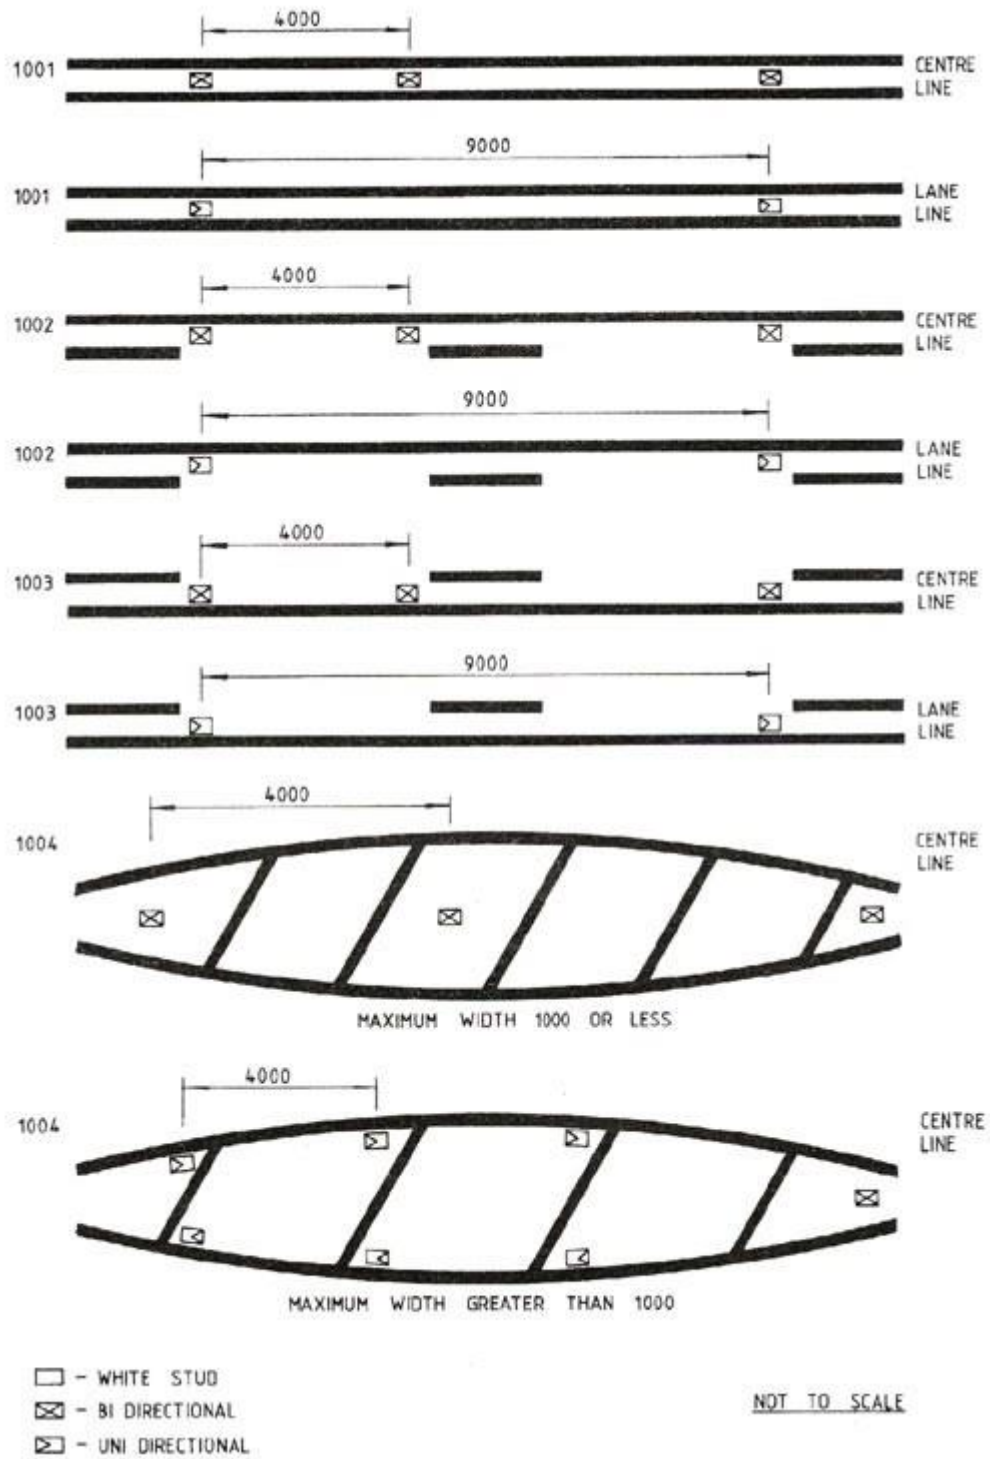 4000
1001
CENTRE
LINE
9000
1001
LANE
LINE
4000
1002
CENTRE
LINE
9000
1002
LANE
LINE
4000
1003
CENTRE
LINE
9000
1003
LANE
LINE
4000
1004
CENTRE
LINE
MAXIMUM WIDTH 1000 OR LESS
4000
1004
CENTRE
LINE
MAXIMUM WIDTH GREATER THAN 1000
- WHITE STUD
- BI DIRECTIONAL
- UNI DIRECTIONAL
NOT TO SCALE